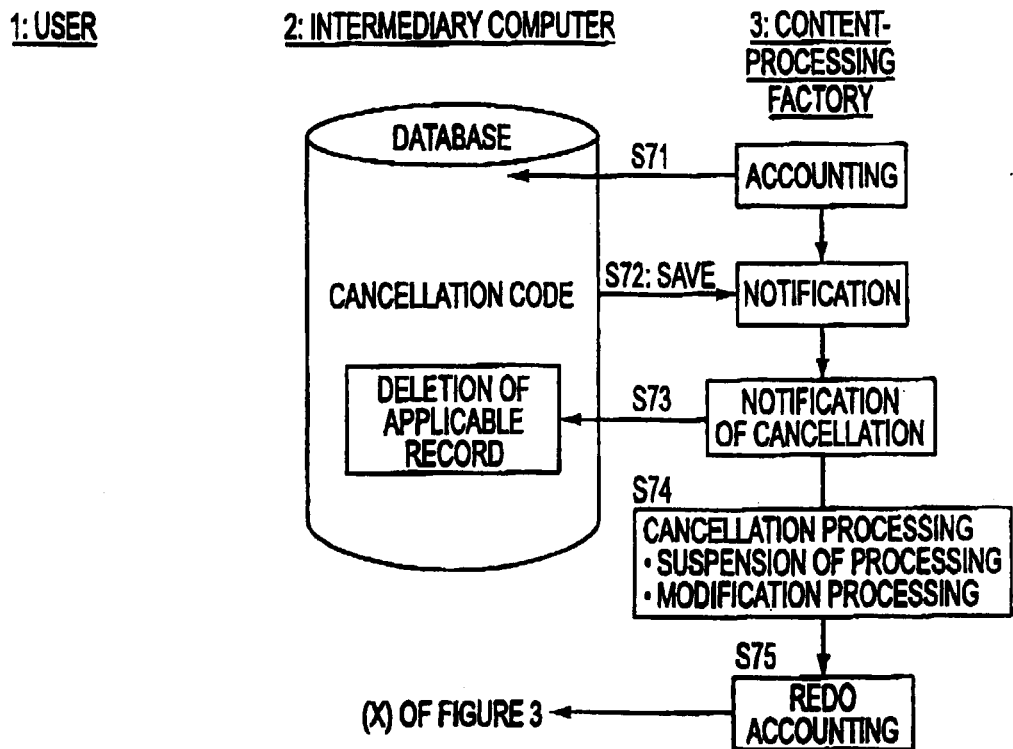 1: USER
2: INTERMEDIARY COMPUTER
3: CONTENT-
PROCESSING
FACTORY
DATABASE
S71
ACCOUNTING
CANCELLATION CODE
S72: SAVE
NOTIFICATION
DELETION OF
APPLICABLE
RECORD
S73
NOTIFICATION
OF CANCELLATION
S74
CANCELLATION PROCESSING
• SUSPENSION OF PROCESSING
• MODIFICATION PROCESSING
S75
REDO
ACCOUNTING
(X) OF FIGURE 3